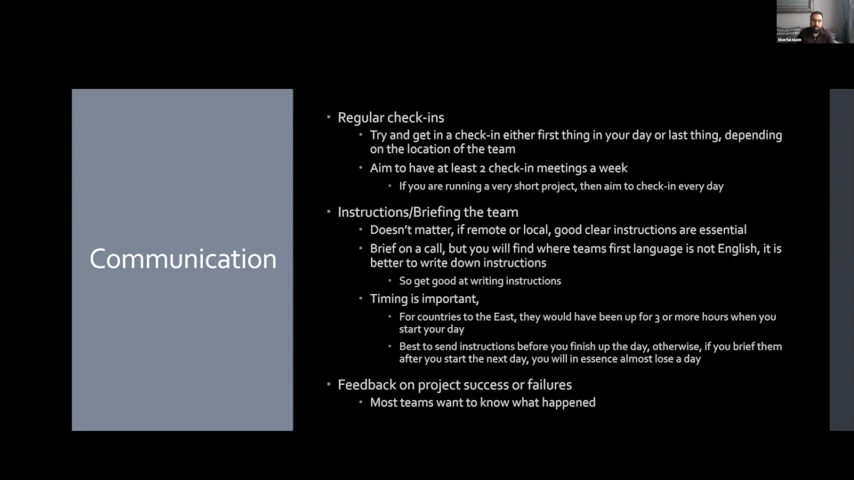 Communication
• Regular check-ins
• Try and get in a check-in either first thing in your day or last thing, depending
on the location of the team
• Aim to have at least 2 check-in meetings a week
• If you are running a very short project, then aim to check-in every day
• Instructions/Briefing the team
• Doesn't matter, if remote or local, good clear instructions are essential
• Brief on a call, but you will find where teams first language is not English, it is
better to write down instructions
• So get good at writing instructions
• Timing is important,
• For countries to the East, they would have been up for 3 or more hours when you
start your day
• Best to send instructions before you finish up the day, otherwise, if you brief them
after you start the next day, you will in essence almost lose a day
• Feedback on project success or failures
• Most teams want to know what happened